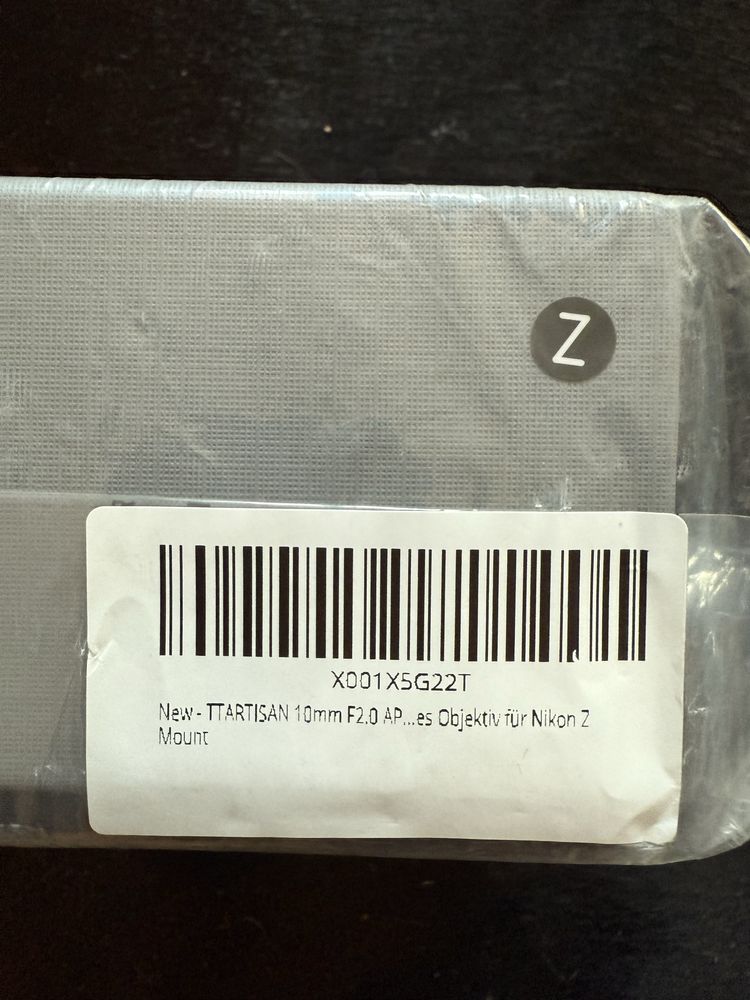 Z
X001X5G22T
New - TTARTISAN 10mm F2.0 AP...es Objektiv für Nikon Z
Mount